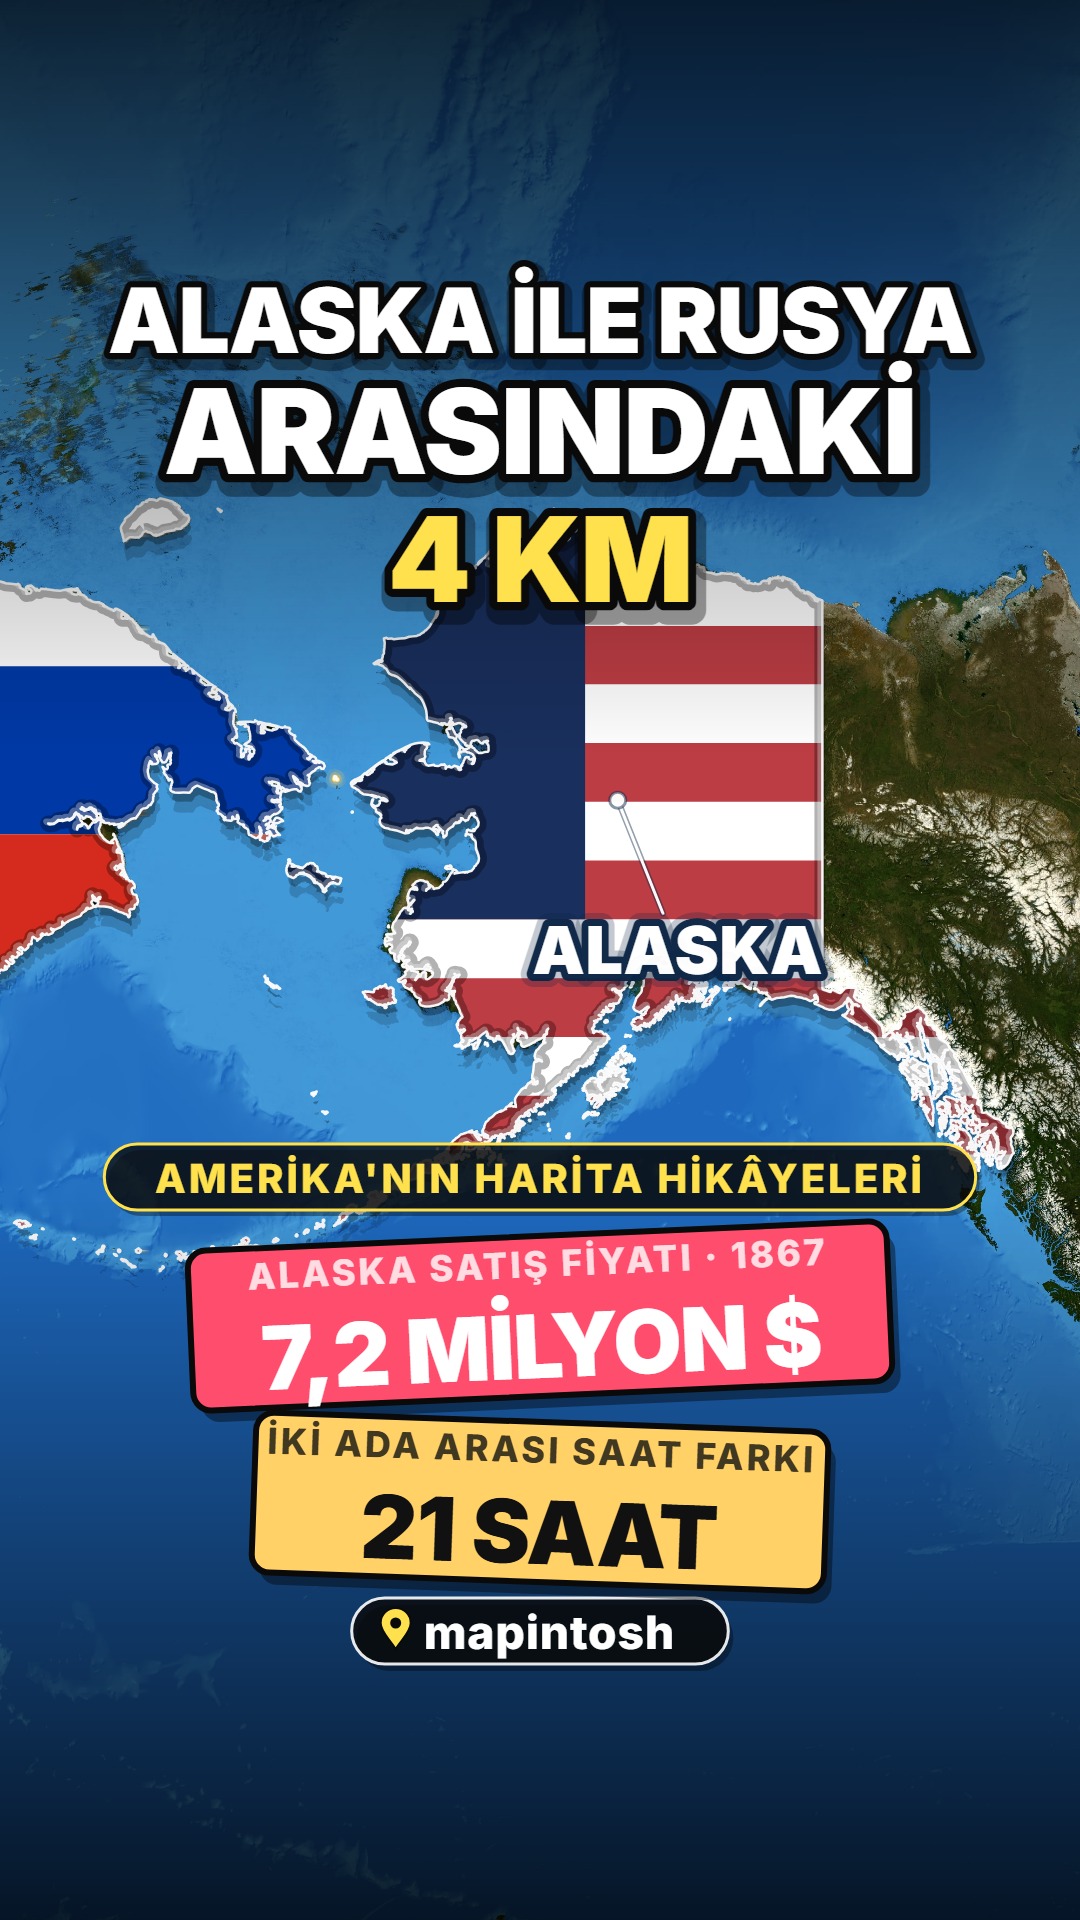 ALASKA İLE RUSYA
ARASINDAKİ
4 KM
ALASKA
AMERİKA'NIN HARİTA HİKÂYELERİ
ALASKA SATIŞ FİYATI · 1867
7,2 MİLYON $
İKİ ADA ARASI SAAT FARKI
21 SAAT
mapintosh